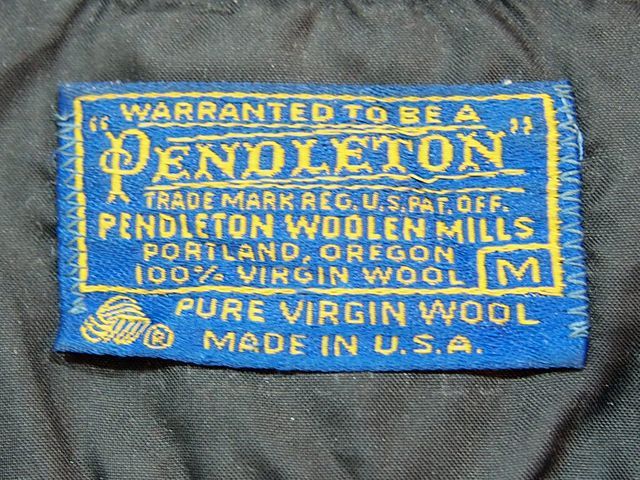 WARRANTED TO BE A
"PENDLETON"
TRADE MARK REG. U.S. PAT. OFF.
PENDLETON WOOLEN MILLS
PORTLAND, OREGON
100% VIRGIN WOOL M
PURE VIRGIN WOOL
® MADE IN U.S.A.